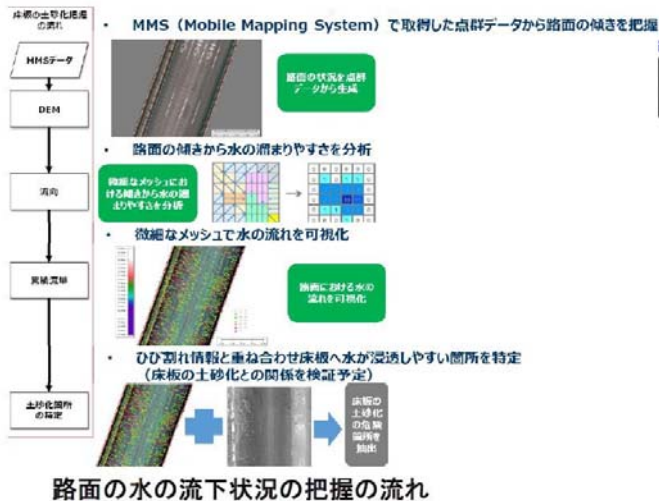 床板の土砂化把握
の流れ
MMSデータ
DEM
流向
累積流量
土砂化箇所
の特定
・ MMS(Mobile Mapping System)で取得した点群データから路面の傾きを把握
路面の状況を点群
データから生成
・ 路面の傾きから水の溜まりやすさを分析
微細なメッシュにお
ける傾きから水の溜
まりやすさを分析
・ 微細なメッシュで水の流れを可視化
路面における水の
流れを可視化
・ ひび割れ情報と重ね合わせ床板へ水が浸透しやすい箇所を特定
(床板の土砂化との関係を検証予定)
床板の
土砂化
の危険
箇所を
抽出
路面の水の流下状況の把握の流れ